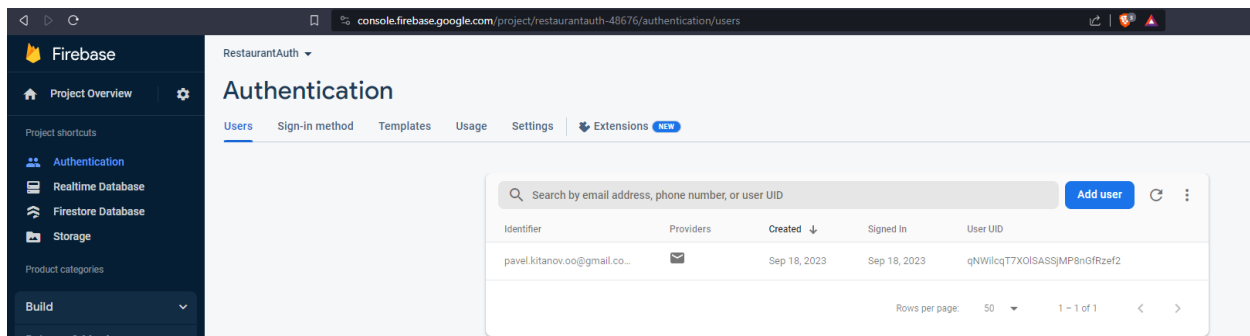 console.firebase.google.com/project/restaurantauth-48676/authentication/users
Firebase
RestaurantAuth
Project Overview
Authentication
Users Sign-in method Templates Usage Settings Extensions NEW
Project shortcuts
Authentication
Realtime Database
Firestore Database
Storage
Product categories
Build
Search by email address, phone number, or user UID Add user
Identifier Providers Created Signed In User UID
pavel.kitanov.oo@gmail.co... Sep 18, 2023 Sep 18, 2023 qNWilcqT7XOlSASSjMP8nGfRzef2
Rows per page: 50 1 – 1 of 1